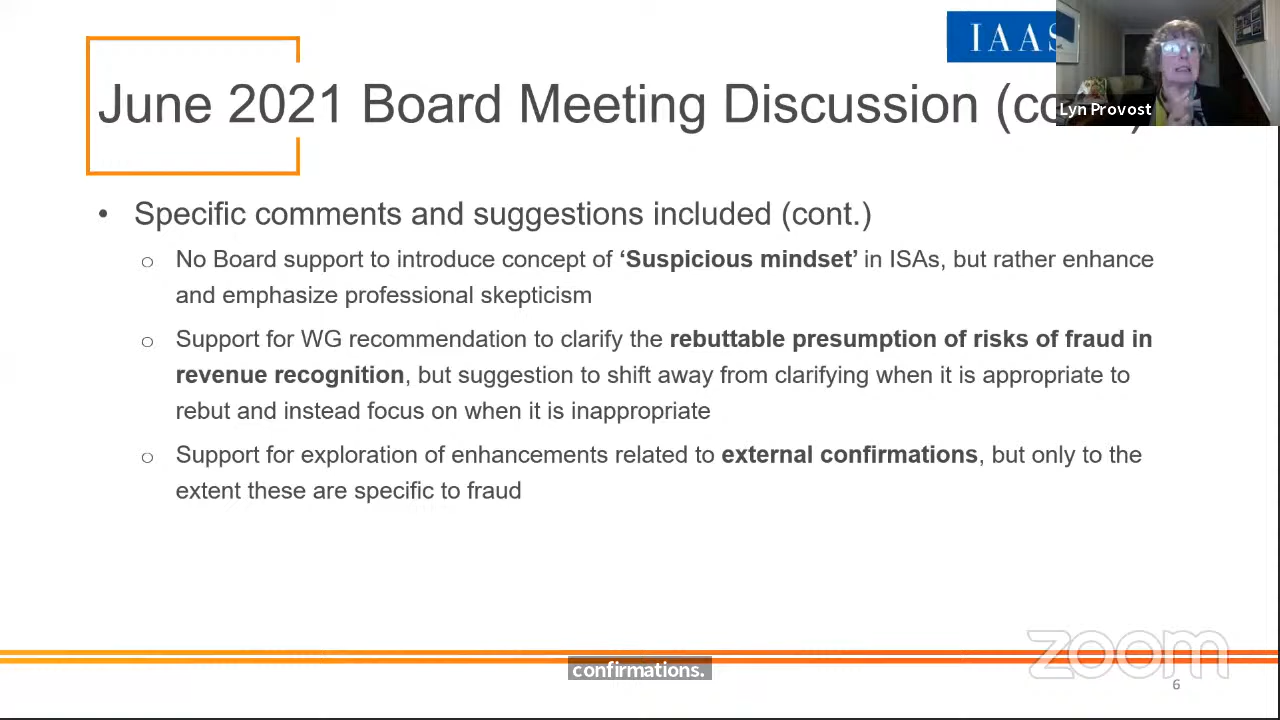 IAAS
Lyn Provost
June 2021 Board Meeting Discussion (co
• Specific comments and suggestions included (cont.)
o No Board support to introduce concept of ‘Suspicious mindset’ in ISAs, but rather enhance
and emphasize professional skepticism
o Support for WG recommendation to clarify the rebuttable presumption of risks of fraud in
revenue recognition, but suggestion to shift away from clarifying when it is appropriate to
rebut and instead focus on when it is inappropriate
o Support for exploration of enhancements related to external confirmations, but only to the
extent these are specific to fraud
zoom
confirmations.
6